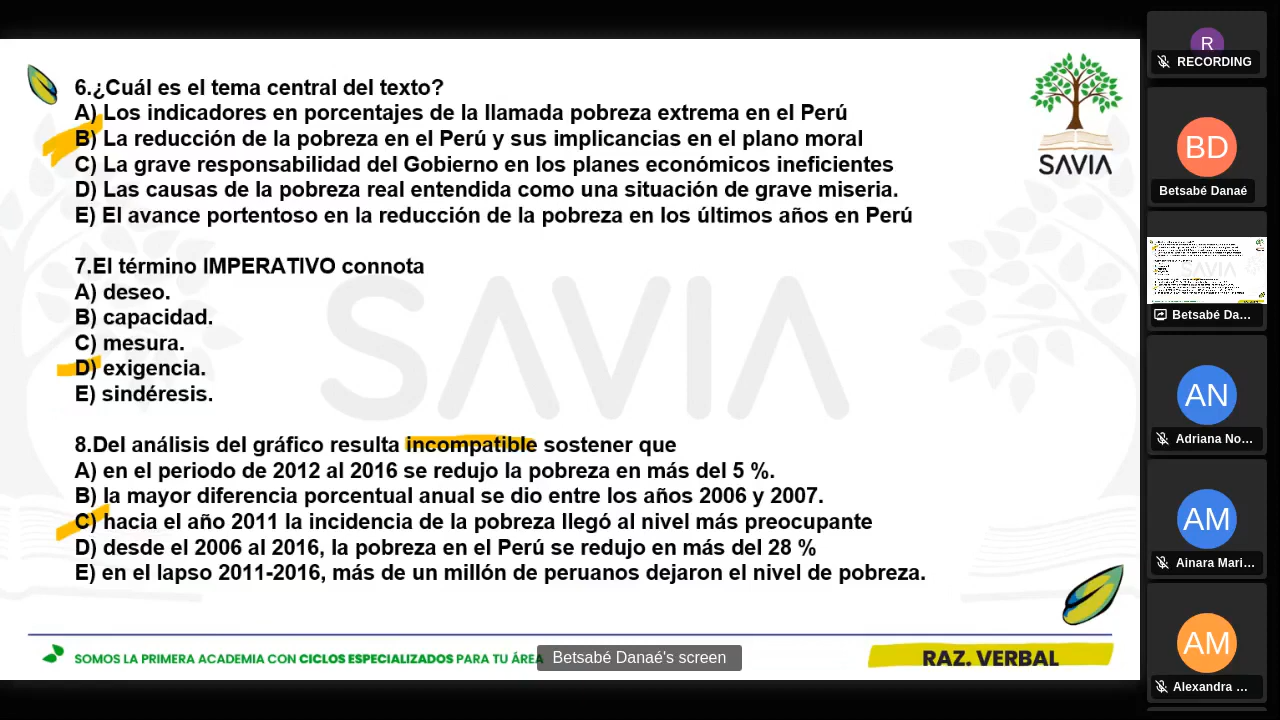 6.¿Cuál es el tema central del texto?
A) Los indicadores en porcentajes de la llamada pobreza extrema en el Perú
B) La reducción de la pobreza en el Perú y sus implicancias en el plano moral
C) La grave responsabilidad del Gobierno en los planes económicos ineficientes
D) Las causas de la pobreza real entendida como una situación de grave miseria.
E) El avance portentoso en la reducción de la pobreza en los últimos años en Perú
7.El término IMPERATIVO connota
A) deseo.
B) capacidad.
C) mesura.
D) exigencia.
E) sindéresis.
8.Del análisis del gráfico resulta incompatible sostener que
A) en el periodo de 2012 al 2016 se redujo la pobreza en más del 5 %.
B) la mayor diferencia porcentual anual se dio entre los años 2006 y 2007.
C) hacia el año 2011 la incidencia de la pobreza llegó al nivel más preocupante
D) desde el 2006 al 2016, la pobreza en el Perú se redujo en más del 28 %
E) en el lapso 2011-2016, más de un millón de peruanos dejaron el nivel de pobreza.
SAVIA
SAVIA
SOMOS LA PRIMERA ACADEMIA CON CICLOS ESPECIALIZADOS PARA TU ÁREA
Betsabé Danaé's screen
RAZ. VERBAL
R
RECORDING
BD
Betsabé Danaé
SAVIA
Betsabé Da...
AN
Adriana No...
AM
Ainara Mari...
AM
Alexandra ...